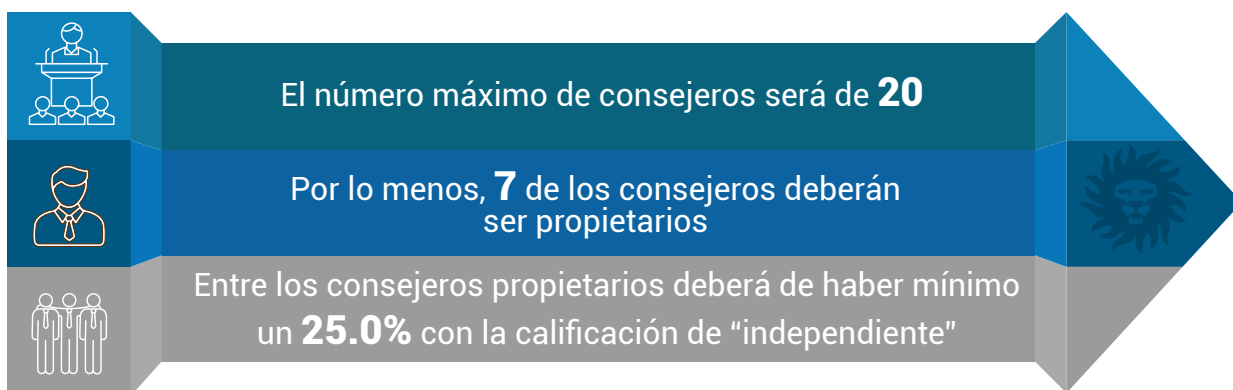 El número máximo de consejeros será de 20
Por lo menos, 7 de los consejeros deberán
ser propietarios
Entre los consejeros propietarios deberá de haber mínimo
un 25.0% con la calificación de “independiente”